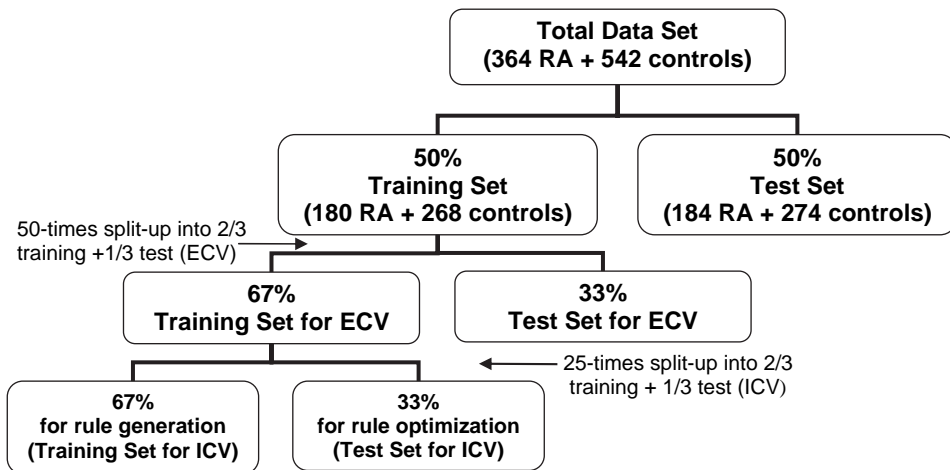 Total Data Set
(364 RA + 542 controls)
50%
Training Set
(180 RA + 268 controls)
50%
Test Set
(184 RA + 274 controls)
50-times split-up into 2/3
training +1/3 test (ECV)
67%
Training Set for ECV
33%
Test Set for ECV
25-times split-up into 2/3
training + 1/3 test (ICV)
67%
for rule generation
(Training Set for ICV)
33%
for rule optimization
(Test Set for ICV)